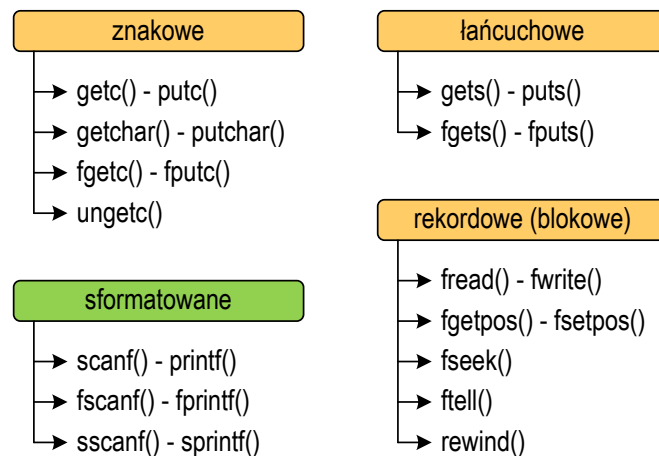 znakowe
getc() - putc()
getchar() - putchar()
fgetc() - fputc()
ungetc()
sformatowane
scanf() - printf()
fscanf() - fprintf()
sscanf() - sprintf()
łańcuchowe
gets() - puts()
fgets() - fputs()
rekordowe (blokowe)
fread() - fwrite()
fgetpos() - fsetpos()
fseek()
ftell()
rewind()